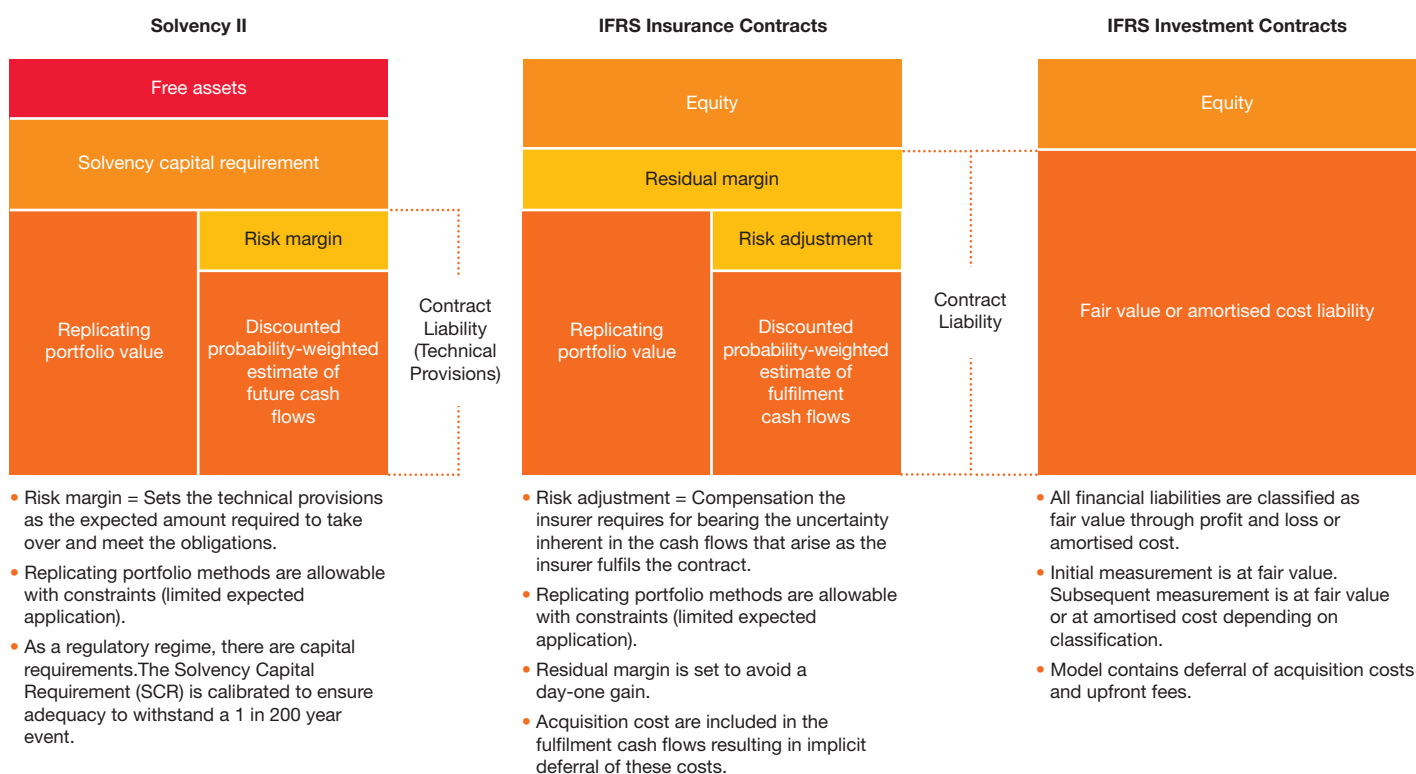 Solvency II
Free assets
Solvency capital requirement
Replicating
portfolio value
Risk margin
Discounted
probability-weighted
estimate of
future cash
flows
Contract
Liability
(Technical
Provisions)
• Risk margin = Sets the technical provisions
as the expected amount required to take
over and meet the obligations.
• Replicating portfolio methods are allowable
with constraints (limited expected
application).
• As a regulatory regime, there are capital
requirements.The Solvency Capital
Requirement (SCR) is calibrated to ensure
adequacy to withstand a 1 in 200 year
event.
IFRS Insurance Contracts
Equity
Residual margin
Replicating
portfolio value
Risk adjustment
Discounted
probability-weighted
estimate of
fulfilment
cash flows
Contract
Liability
• Risk adjustment = Compensation the
insurer requires for bearing the uncertainty
inherent in the cash flows that arise as the
insurer fulfils the contract.
• Replicating portfolio methods are allowable
with constraints (limited expected
application).
• Residual margin is set to avoid a
day-one gain.
• Acquisition cost are included in the
fulfilment cash flows resulting in implicit
deferral of these costs.
IFRS Investment Contracts
Equity
Fair value or amortised cost liability
• All financial liabilities are classified as
fair value through profit and loss or
amortised cost.
• Initial measurement is at fair value.
Subsequent measurement is at fair value
or at amortised cost depending on
classification.
• Model contains deferral of acquisition costs
and upfront fees.